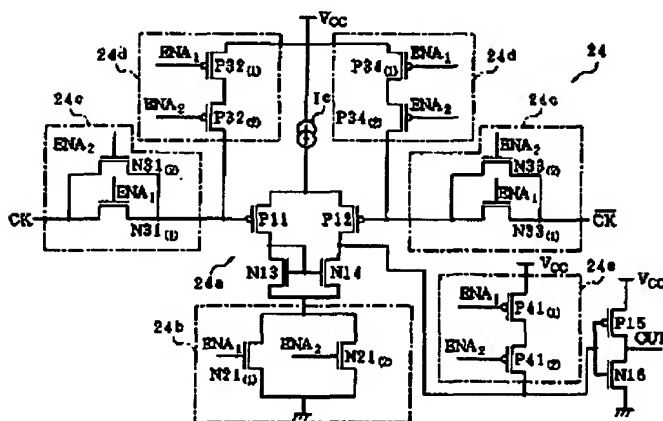 VCC
24d
ENA1
P32(1)
ENA2
P32(2)
Ic
P34(1)
ENA1
P34(2)
ENA2
24d
24
24c
ENA2
N31(2)
ENA1
CK
N31(1)
P11
P12
24c
ENA2
N33(2)
ENA1
N33(1)
CK
24a
N13
N14
24b
ENA1
N21(1)
ENA2
N21(2)
VCC
24e
ENA1
P41(1)
ENA2
P41(2)
VCC
P15
OUT
N16